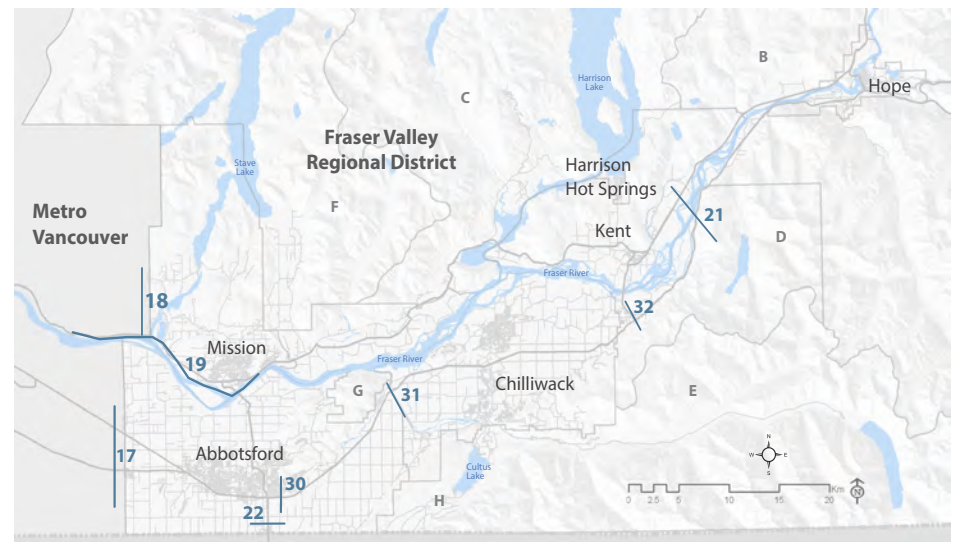 B
Hope
Harrison
Lake
C
Fraser Valley
Regional District
Stave
Lake
Harrison
Hot Springs
F
Metro
Vancouver
21
Kent
D
Fraser River
18
32
Mission
19
Fraser River
G
31
Chilliwack
E
17
Abbotsford
30
Cultus
Lake
H
22
N
W E
S
Km
0 2.5 5 10 15 20
N